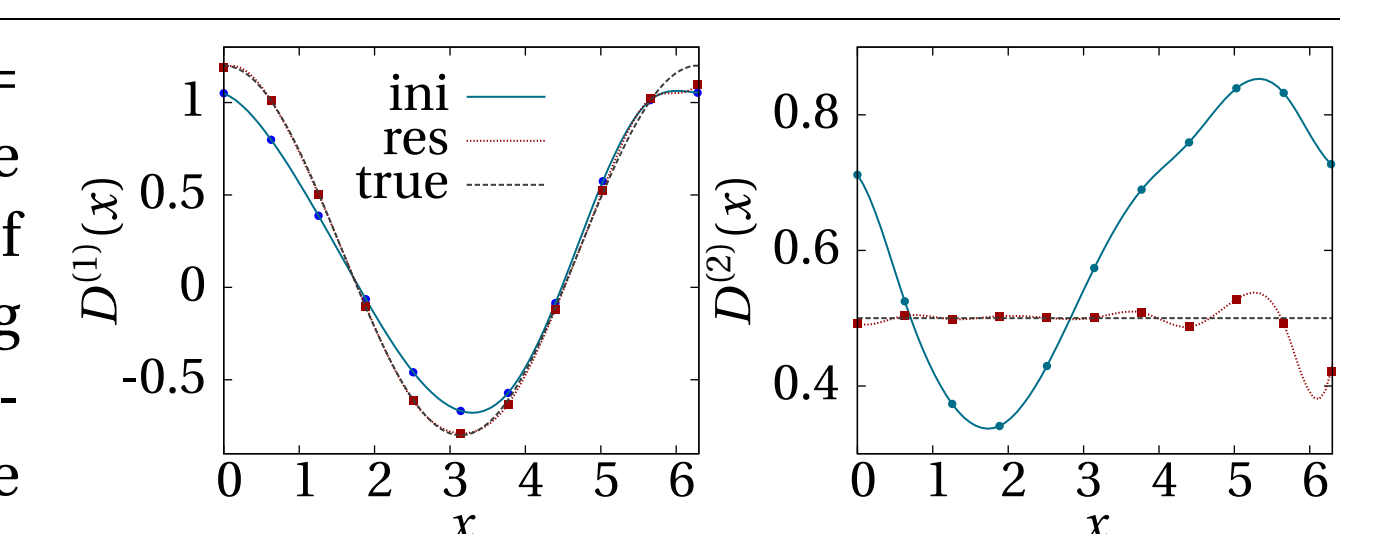 =
e
f
g
-
e
D^{(1)}(x)
1
0.5
0
-0.5
ini
res
true
0 1 2 3 4 5 6
x
D^{(2)}(x)
0.8
0.6
0.4
0 1 2 3 4 5 6
x